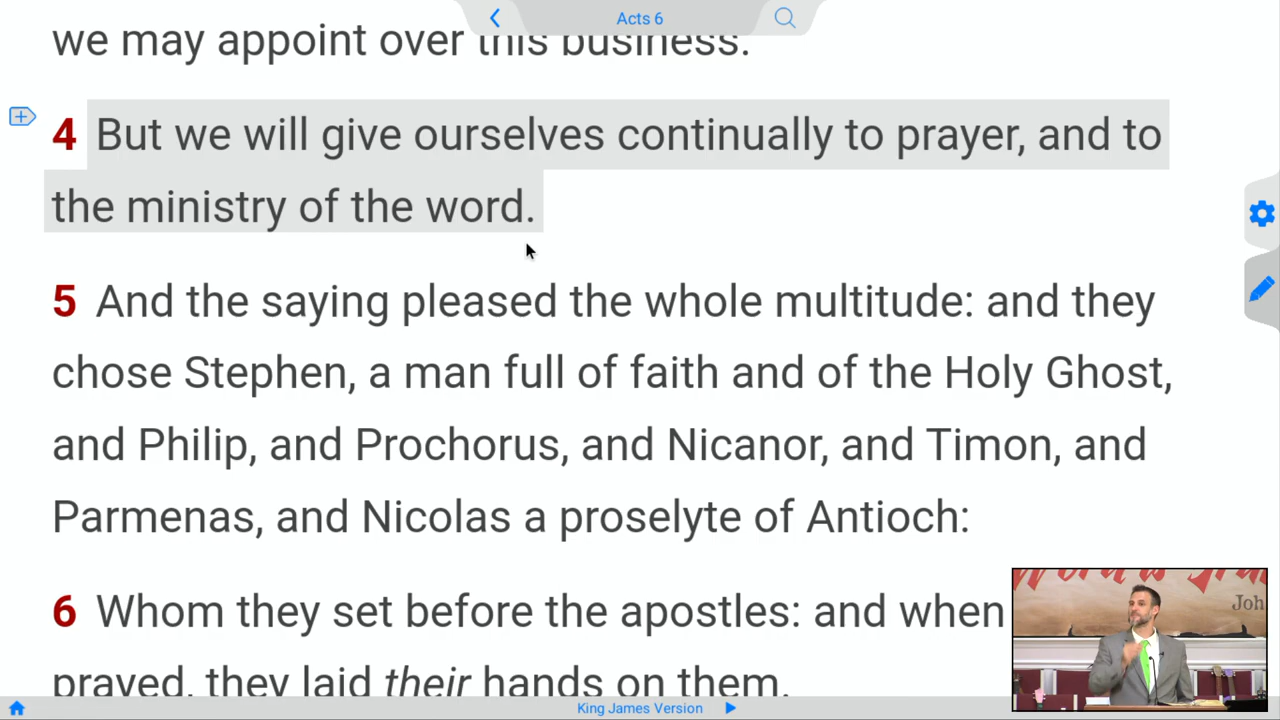 Acts 6
we may appoint over this business.
4 But we will give ourselves continually to prayer, and to
the ministry of the word.
5 And the saying pleased the whole multitude: and they
chose Stephen, a man full of faith and of the Holy Ghost,
and Philip, and Prochorus, and Nicanor, and Timon, and
Parmenas, and Nicolas a proselyte of Antioch:
6 Whom they set before the apostles: and when
prayed, they laid their hands on them.
Word is
Joh
King James Version